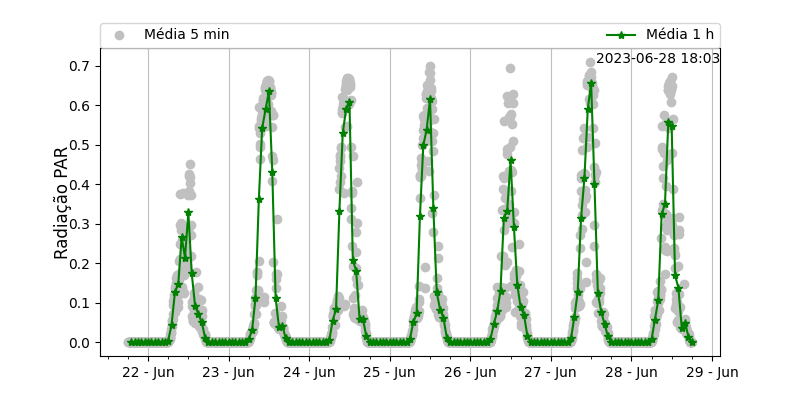 Média 5 min
Média 1 h
2023-06-28 18:03
Radiação PAR
0.7
0.6
0.5
0.4
0.3
0.2
0.1
0.0
22 - Jun
23 - Jun
24 - Jun
25 - Jun
26 - Jun
27 - Jun
28 - Jun
29 - Jun